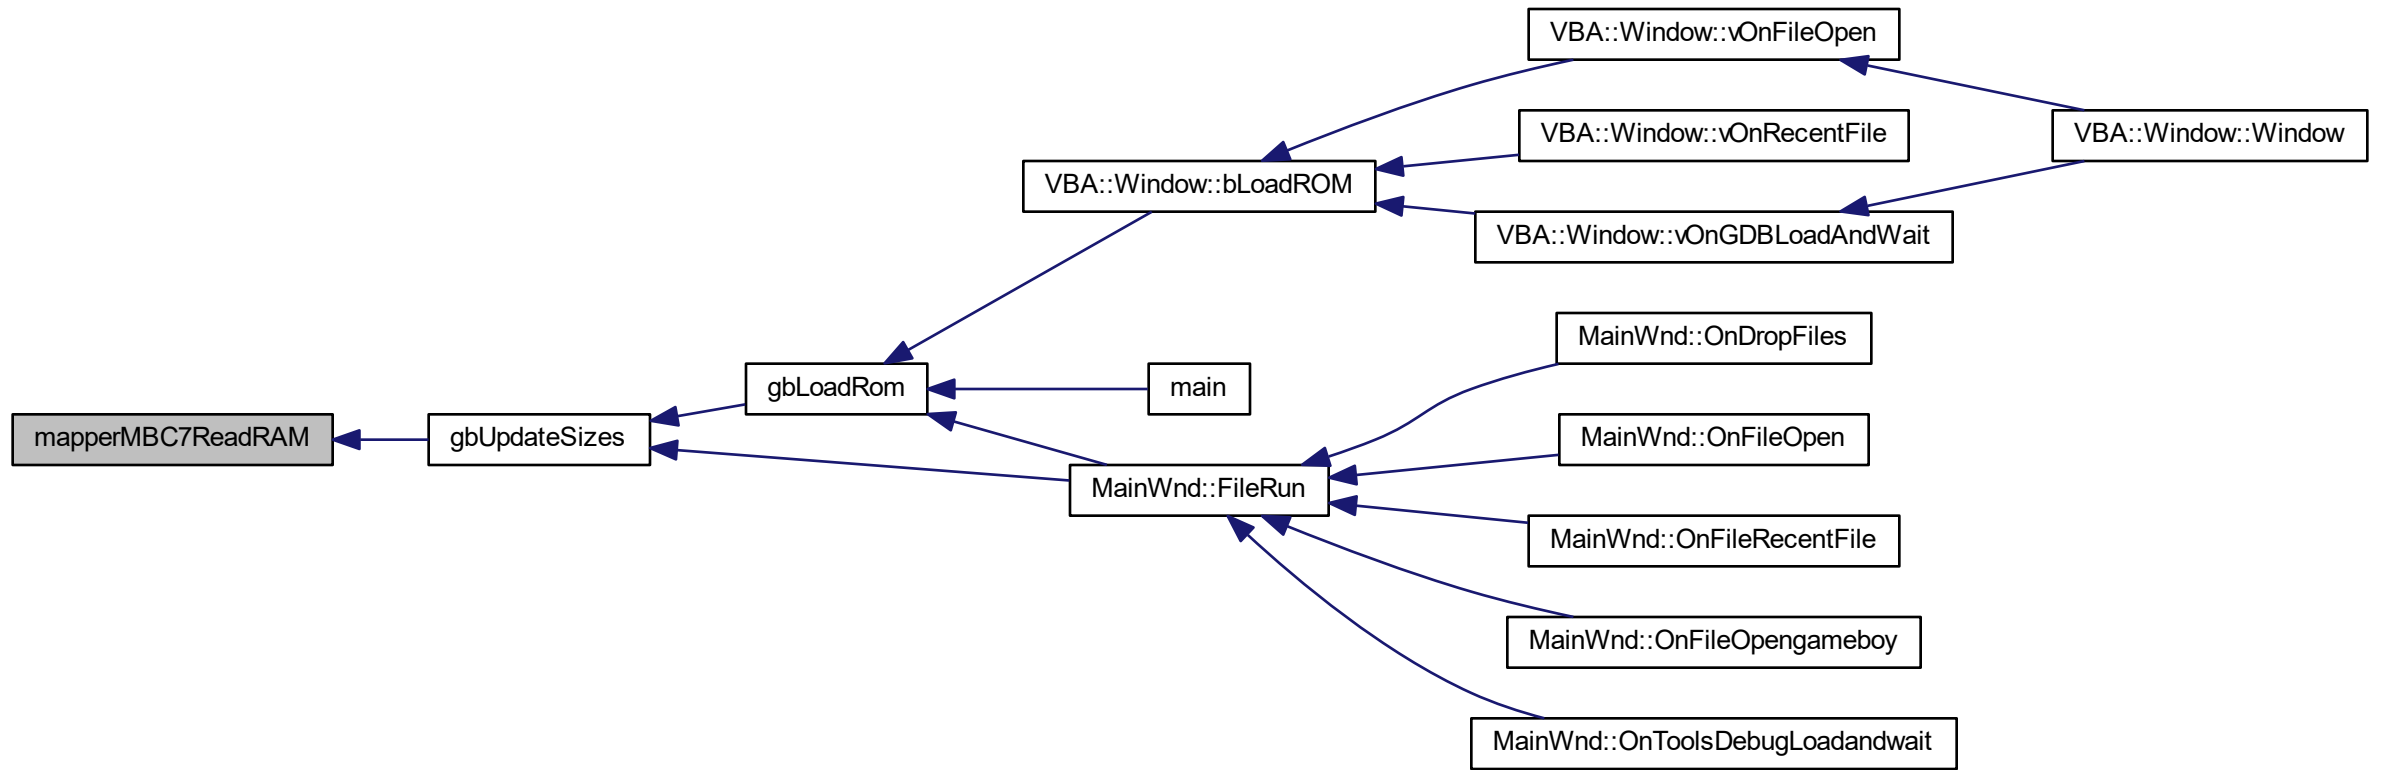 VBA::Window::vOnFileOpen
VBA::Window::vOnRecentFile
VBA::Window::Window
VBA::Window::bLoadROM
VBA::Window::vOnGDBLoadAndWait
MainWnd::OnDropFiles
gbLoadRom
main
mapperMBC7ReadRAM
gbUpdateSizes
MainWnd::OnFileOpen
MainWnd::FileRun
MainWnd::OnFileRecentFile
MainWnd::OnFileOpengameboy
MainWnd::OnToolsDebugLoadandwait